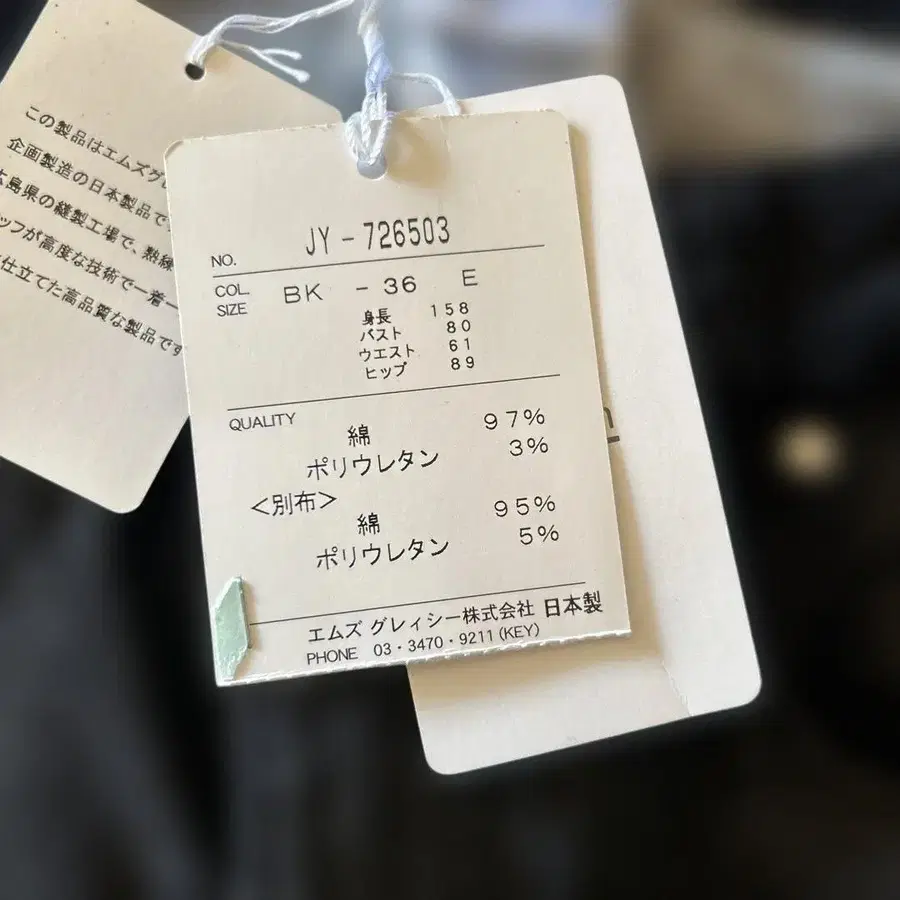 この製品はエムズグ
企画製造の日本製品で
島県の縫製工場で、熟練
ッフが高度な技術で一着一
仕立てた高品質な製品です
NO. JY-726503
COL. SIZE BK - 36 E
身長 158
バスト 80
ウエスト 61
ヒップ 89
QUALITY
綿 97%
ポリウレタン 3%
<別布>
綿 95%
ポリウレタン 5%
エムズ グレィシー株式会社 日本製
PHONE 03・3470・9211(KEY)